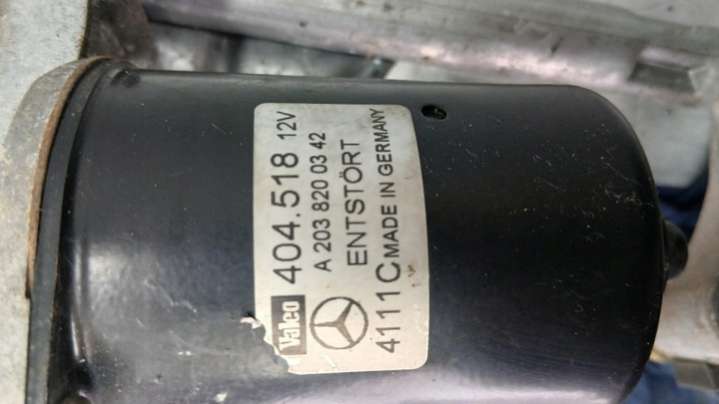 Valeo 404.518 12V
A 203 820 03 42
ENTSTÖRT
4111C MADE IN GERMANY